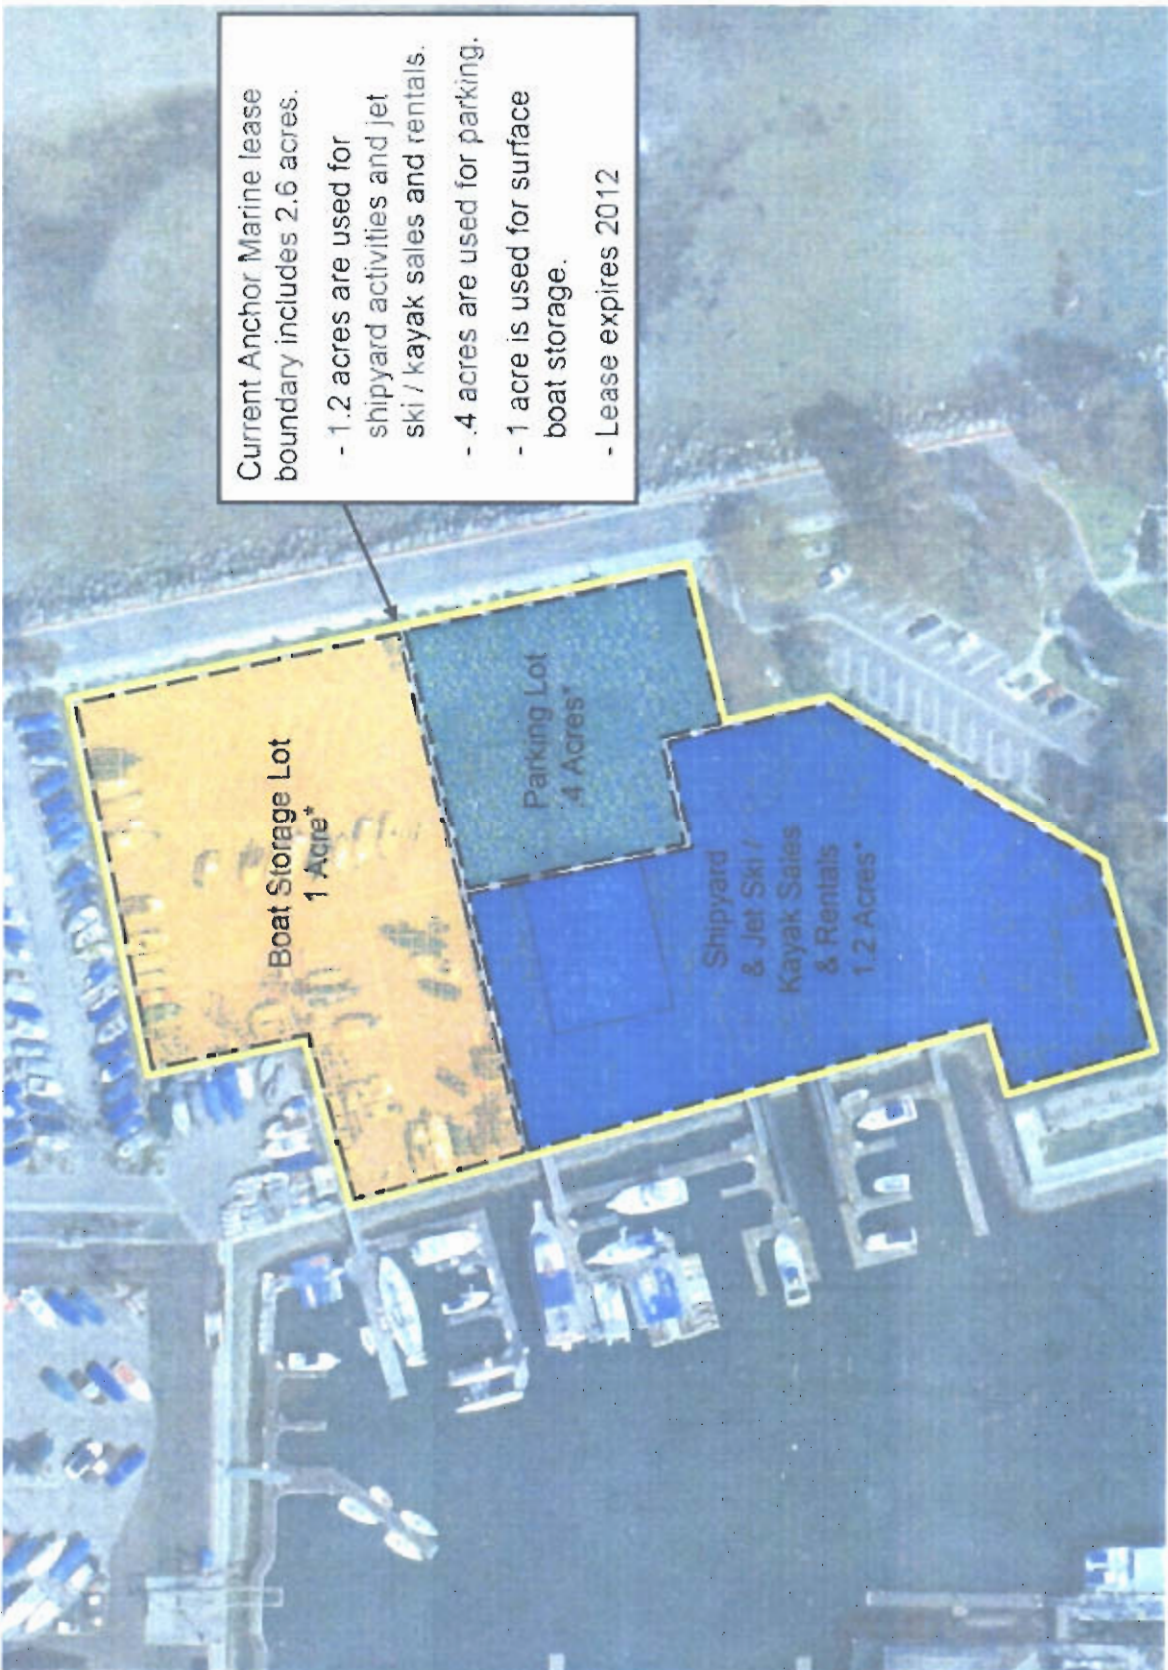 Current Anchor Marine lease
boundary includes 2.6 acres.
- 1.2 acres are used for
shipyard activities and jet
ski / kayak sales and rentals.
- .4 acres are used for parking.
- 1 acre is used for surface
boat storage.
- Lease expires 2012
Boat Storage Lot
1 Acre*
Parking Lot
.4 Acres*
Shipyard
& Jet Ski /
Kayak Sales
& Rentals
1.2 Acres*